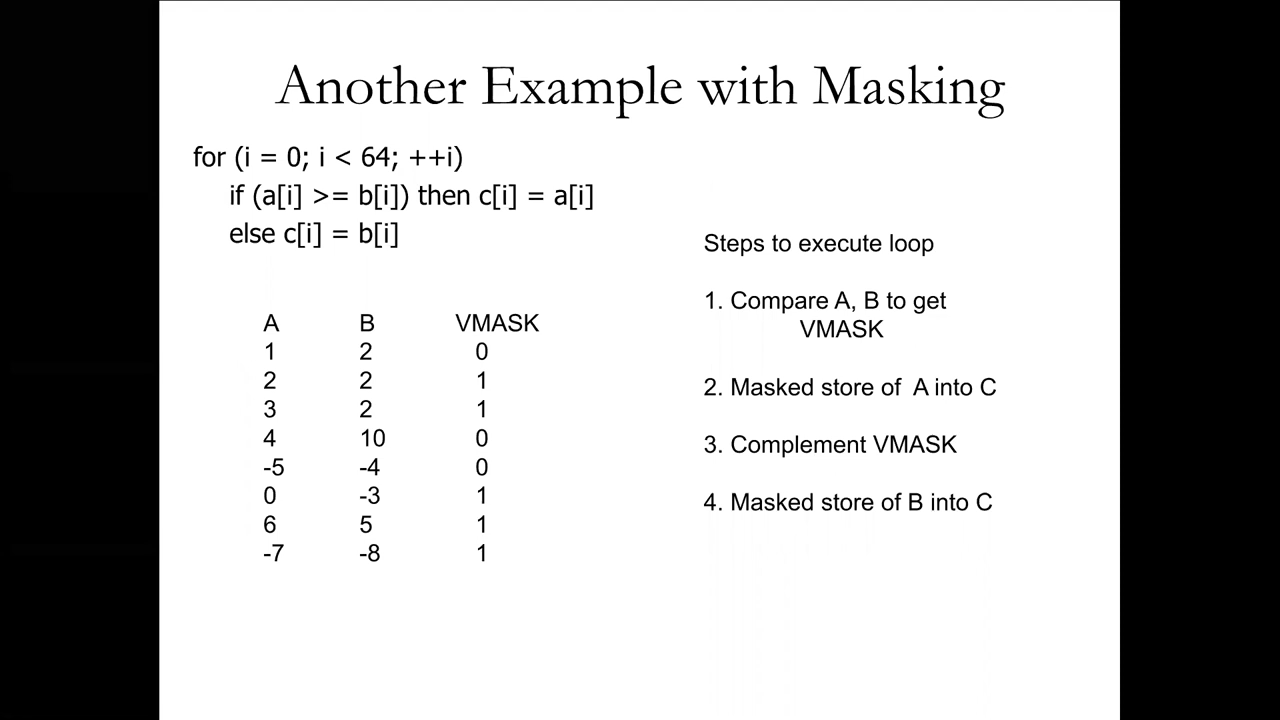 Another Example with Masking
for (i = 0; i < 64; ++i)
if (a[i] >= b[i]) then c[i] = a[i]
else c[i] = b[i]
A B VMASK
1 2 0
2 2 1
3 2 1
4 10 0
-5 -4 0
0 -3 1
6 5 1
-7 -8 1
Steps to execute loop
1. Compare A, B to get
VMASK
2. Masked store of A into C
3. Complement VMASK
4. Masked store of B into C